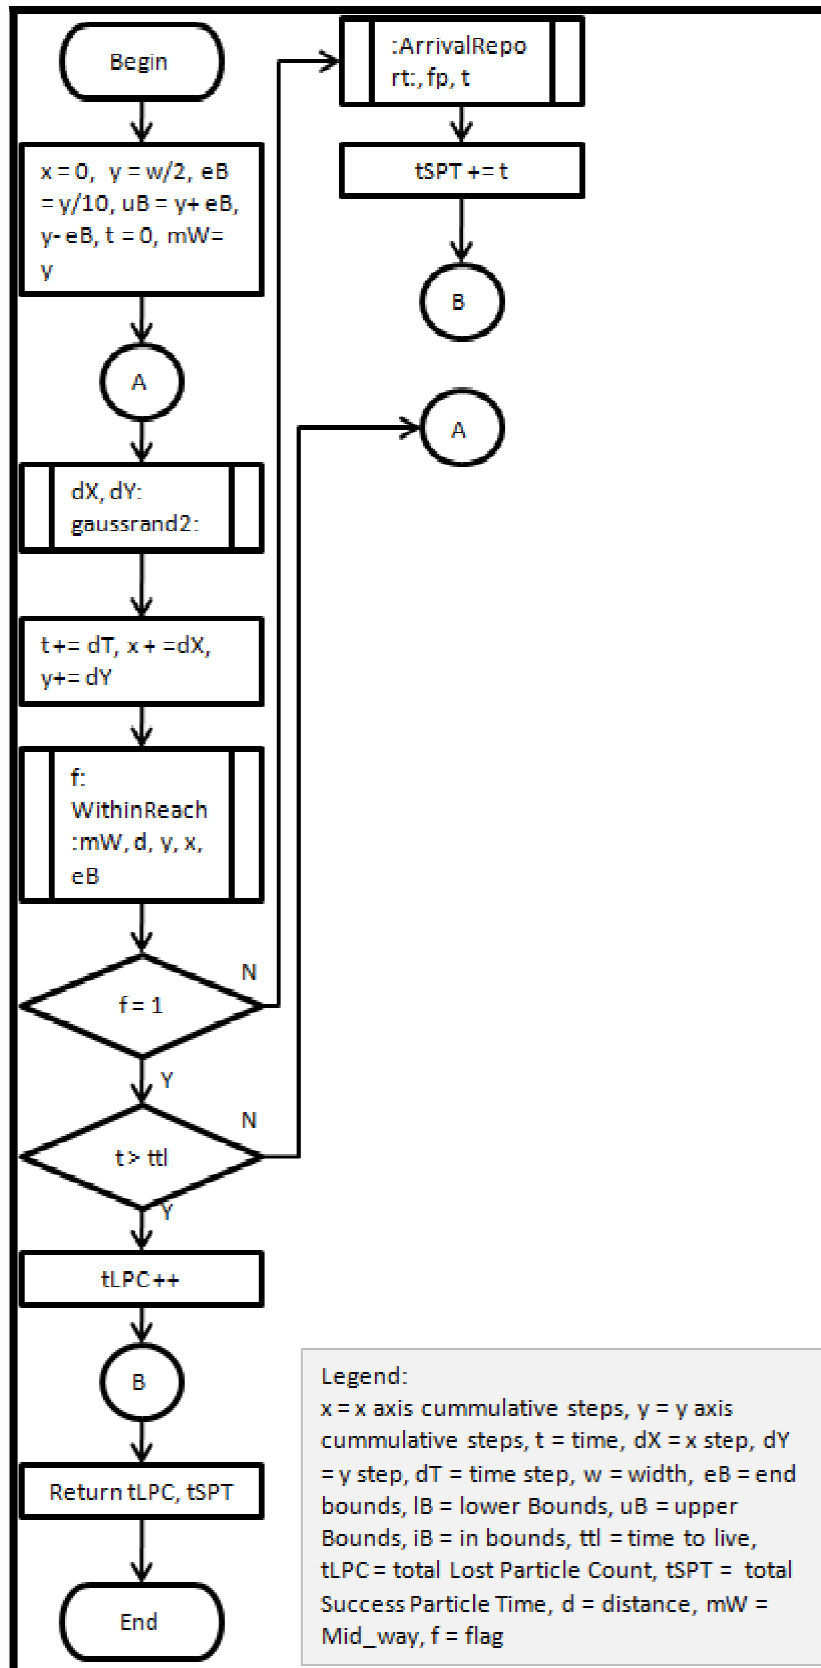 Begin
x = 0, y = w/2, eB
= y/10, uB = y+ eB,
y- eB, t = 0, mW=
y
A
dX, dY:
gaussrand2:
t += dT, x + =dX,
y+= dY
f:
WithinReach
:mW, d, y, x,
eB
f = 1
N
Y
t > ttl
N
Y
tLPC++
B
Return tLPC, tSPT
End
:ArrivalRepo
rt:, fp, t
tSPT += t
B
A
Legend:
x = x axis cummulative steps, y = y axis
cummulative steps, t = time, dX = x step, dY
= y step, dT = time step, w = width, eB = end
bounds, lB = lower Bounds, uB = upper
Bounds, iB = in bounds, ttl = time to live,
tLPC = total Lost Particle Count, tSPT = total
Success Particle Time, d = distance, mW =
Mid_way, f = flag